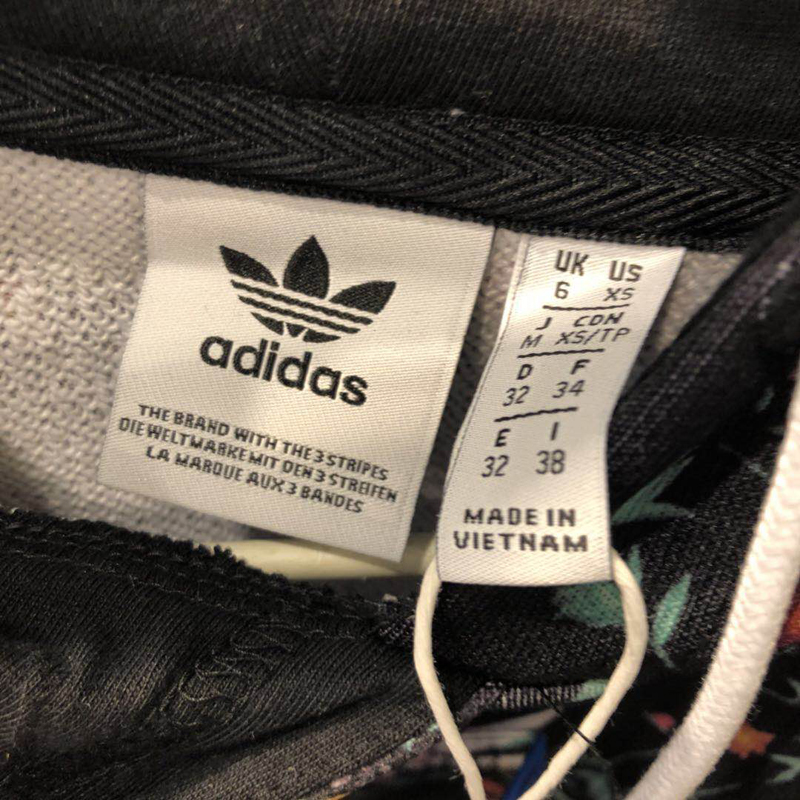 adidas
THE BRAND WITH THE 3 STRIPES
DIE WELTMARKE MIT DEN 3 STREIFEN
LA MARQUE AUX 3 BANDES
UK US
6 XS
J CDN
M XS/TP
D F
32 34
E I
32 38
MADE IN
VIETNAM